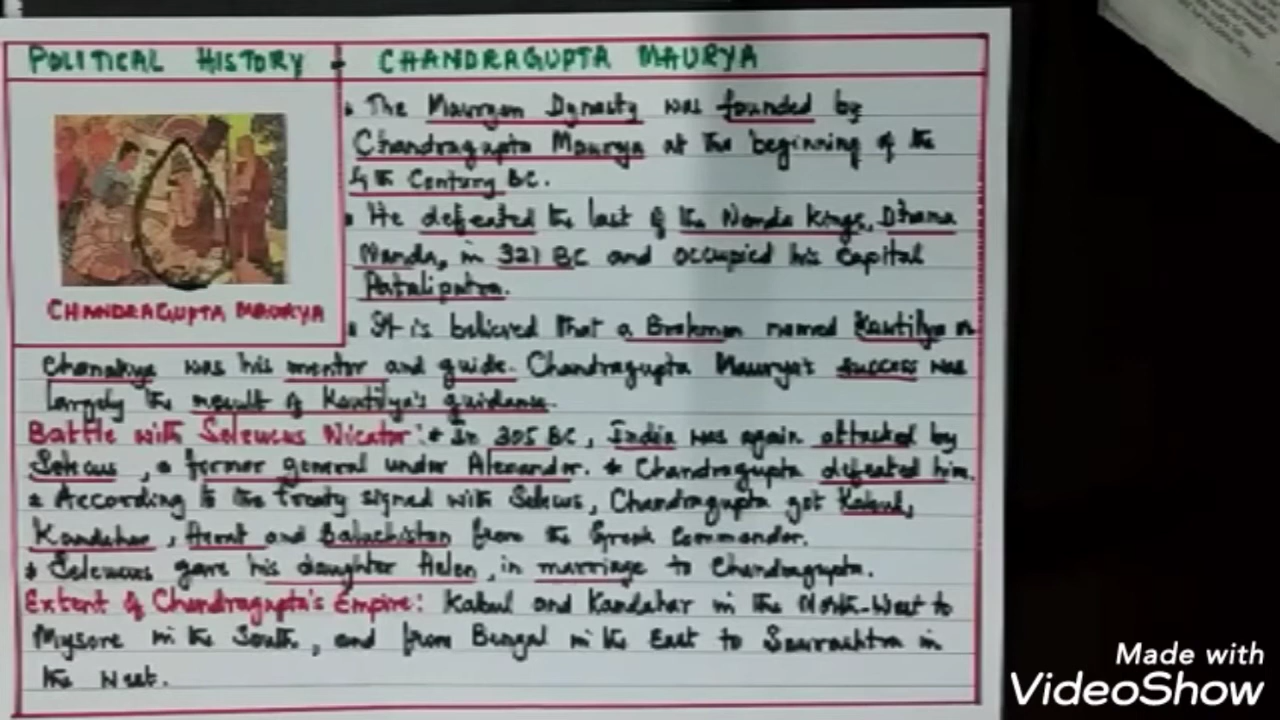 POLITICAL HISTORY - CHANDRAGUPTA MAURYA
• The Mauryan Dynasty was founded by
Chandragupta Maurya at the beginning of the
4th Century BC.
• He defeated the last of the Nanda kings, Dhana
Nanda, in 321 BC and occupied his capital
Pataliputra.
CHANDRAGUPTA MAURYA
• It is believed that a Brahman named Kautilya or
Chanakya was his mentor and guide. Chandragupta Maurya's success was
largely the result of Kautilya's guidance.
Battle with Seleucus Nicator: * In 305 BC, India was again attacked by
Seleucus, a former general under Alexander. * Chandragupta defeated him.
* According to the treaty signed with Seleucus, Chandragupta got Kabul,
Kandahar, Herat and Baluchistan from the Greek Commander.
* Seleucus gave his daughter Helen, in marriage to Chandragupta.
Extent of Chandragupta's Empire: Kabul and Kandahar in the North-West to
Mysore in the South, and from Bengal in the East to Saurashtra in
the West.
Made with
VideoShow